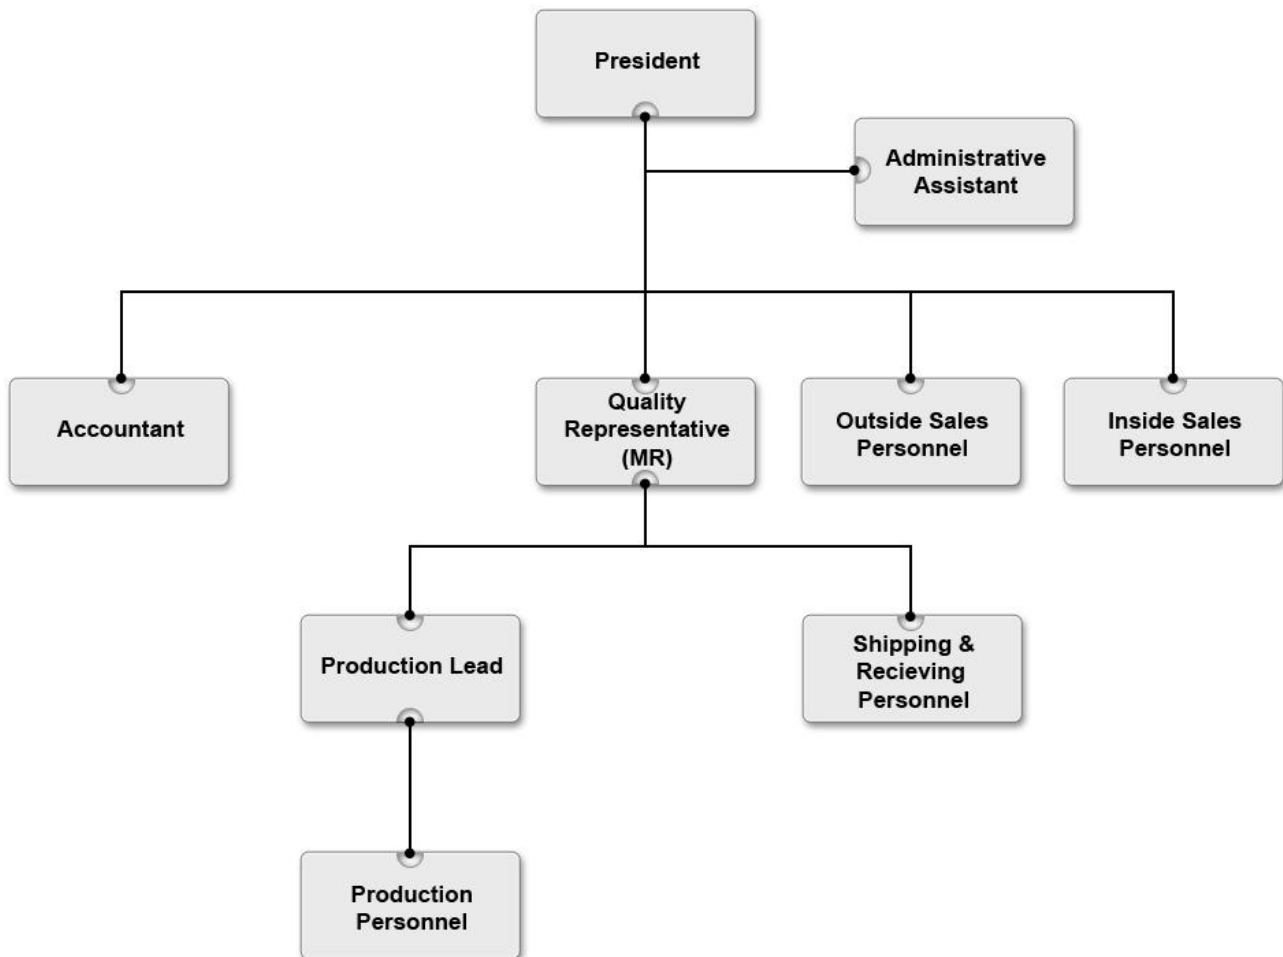 President
Administrative
Assistant
Accountant
Quality
Representative
(MR)
Outside Sales
Personnel
Inside Sales
Personnel
Production Lead
Shipping &
Recieving
Personnel
Production
Personnel